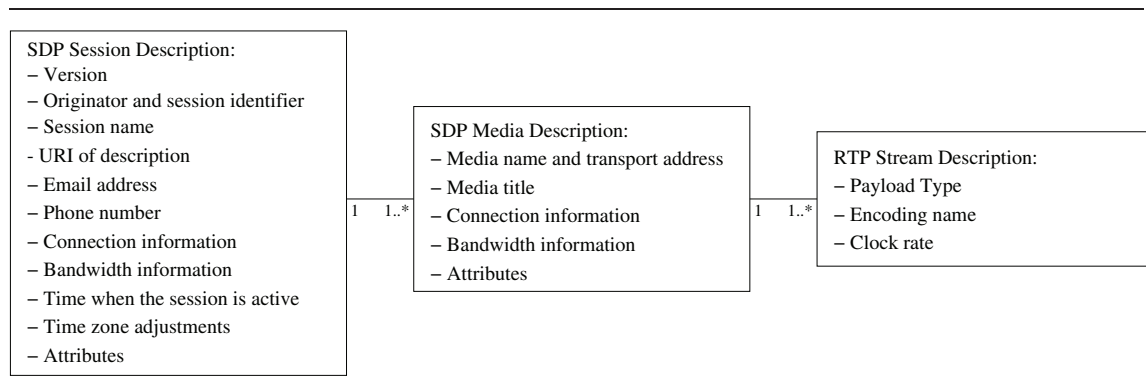 SDP Session Description:
– Version
– Originator and session identifier
– Session name
- URI of description
– Email address
– Phone number
– Connection information
– Bandwidth information
– Time when the session is active
– Time zone adjustments
– Attributes
1 1..*
SDP Media Description:
– Media name and transport address
– Media title
– Connection information
– Bandwidth information
– Attributes
1 1..*
RTP Stream Description:
– Payload Type
– Encoding name
– Clock rate